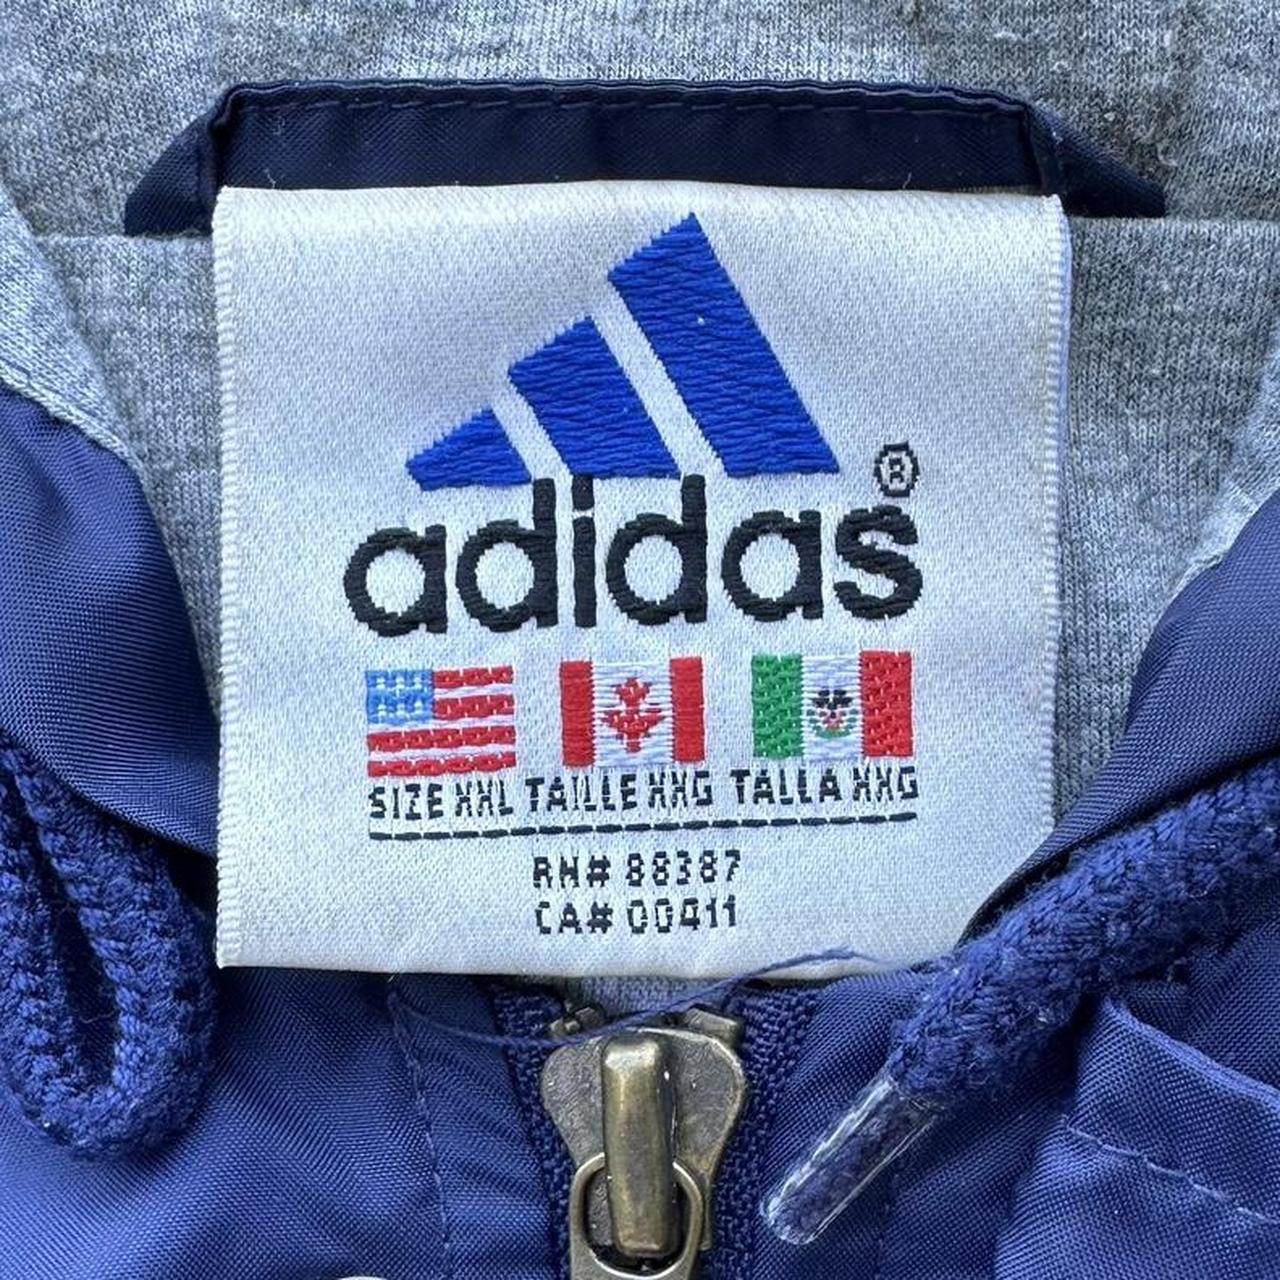 adidas®
SIZE XXL TAILLE XXG TALLA XXG
RN# 88387
CA# 00411